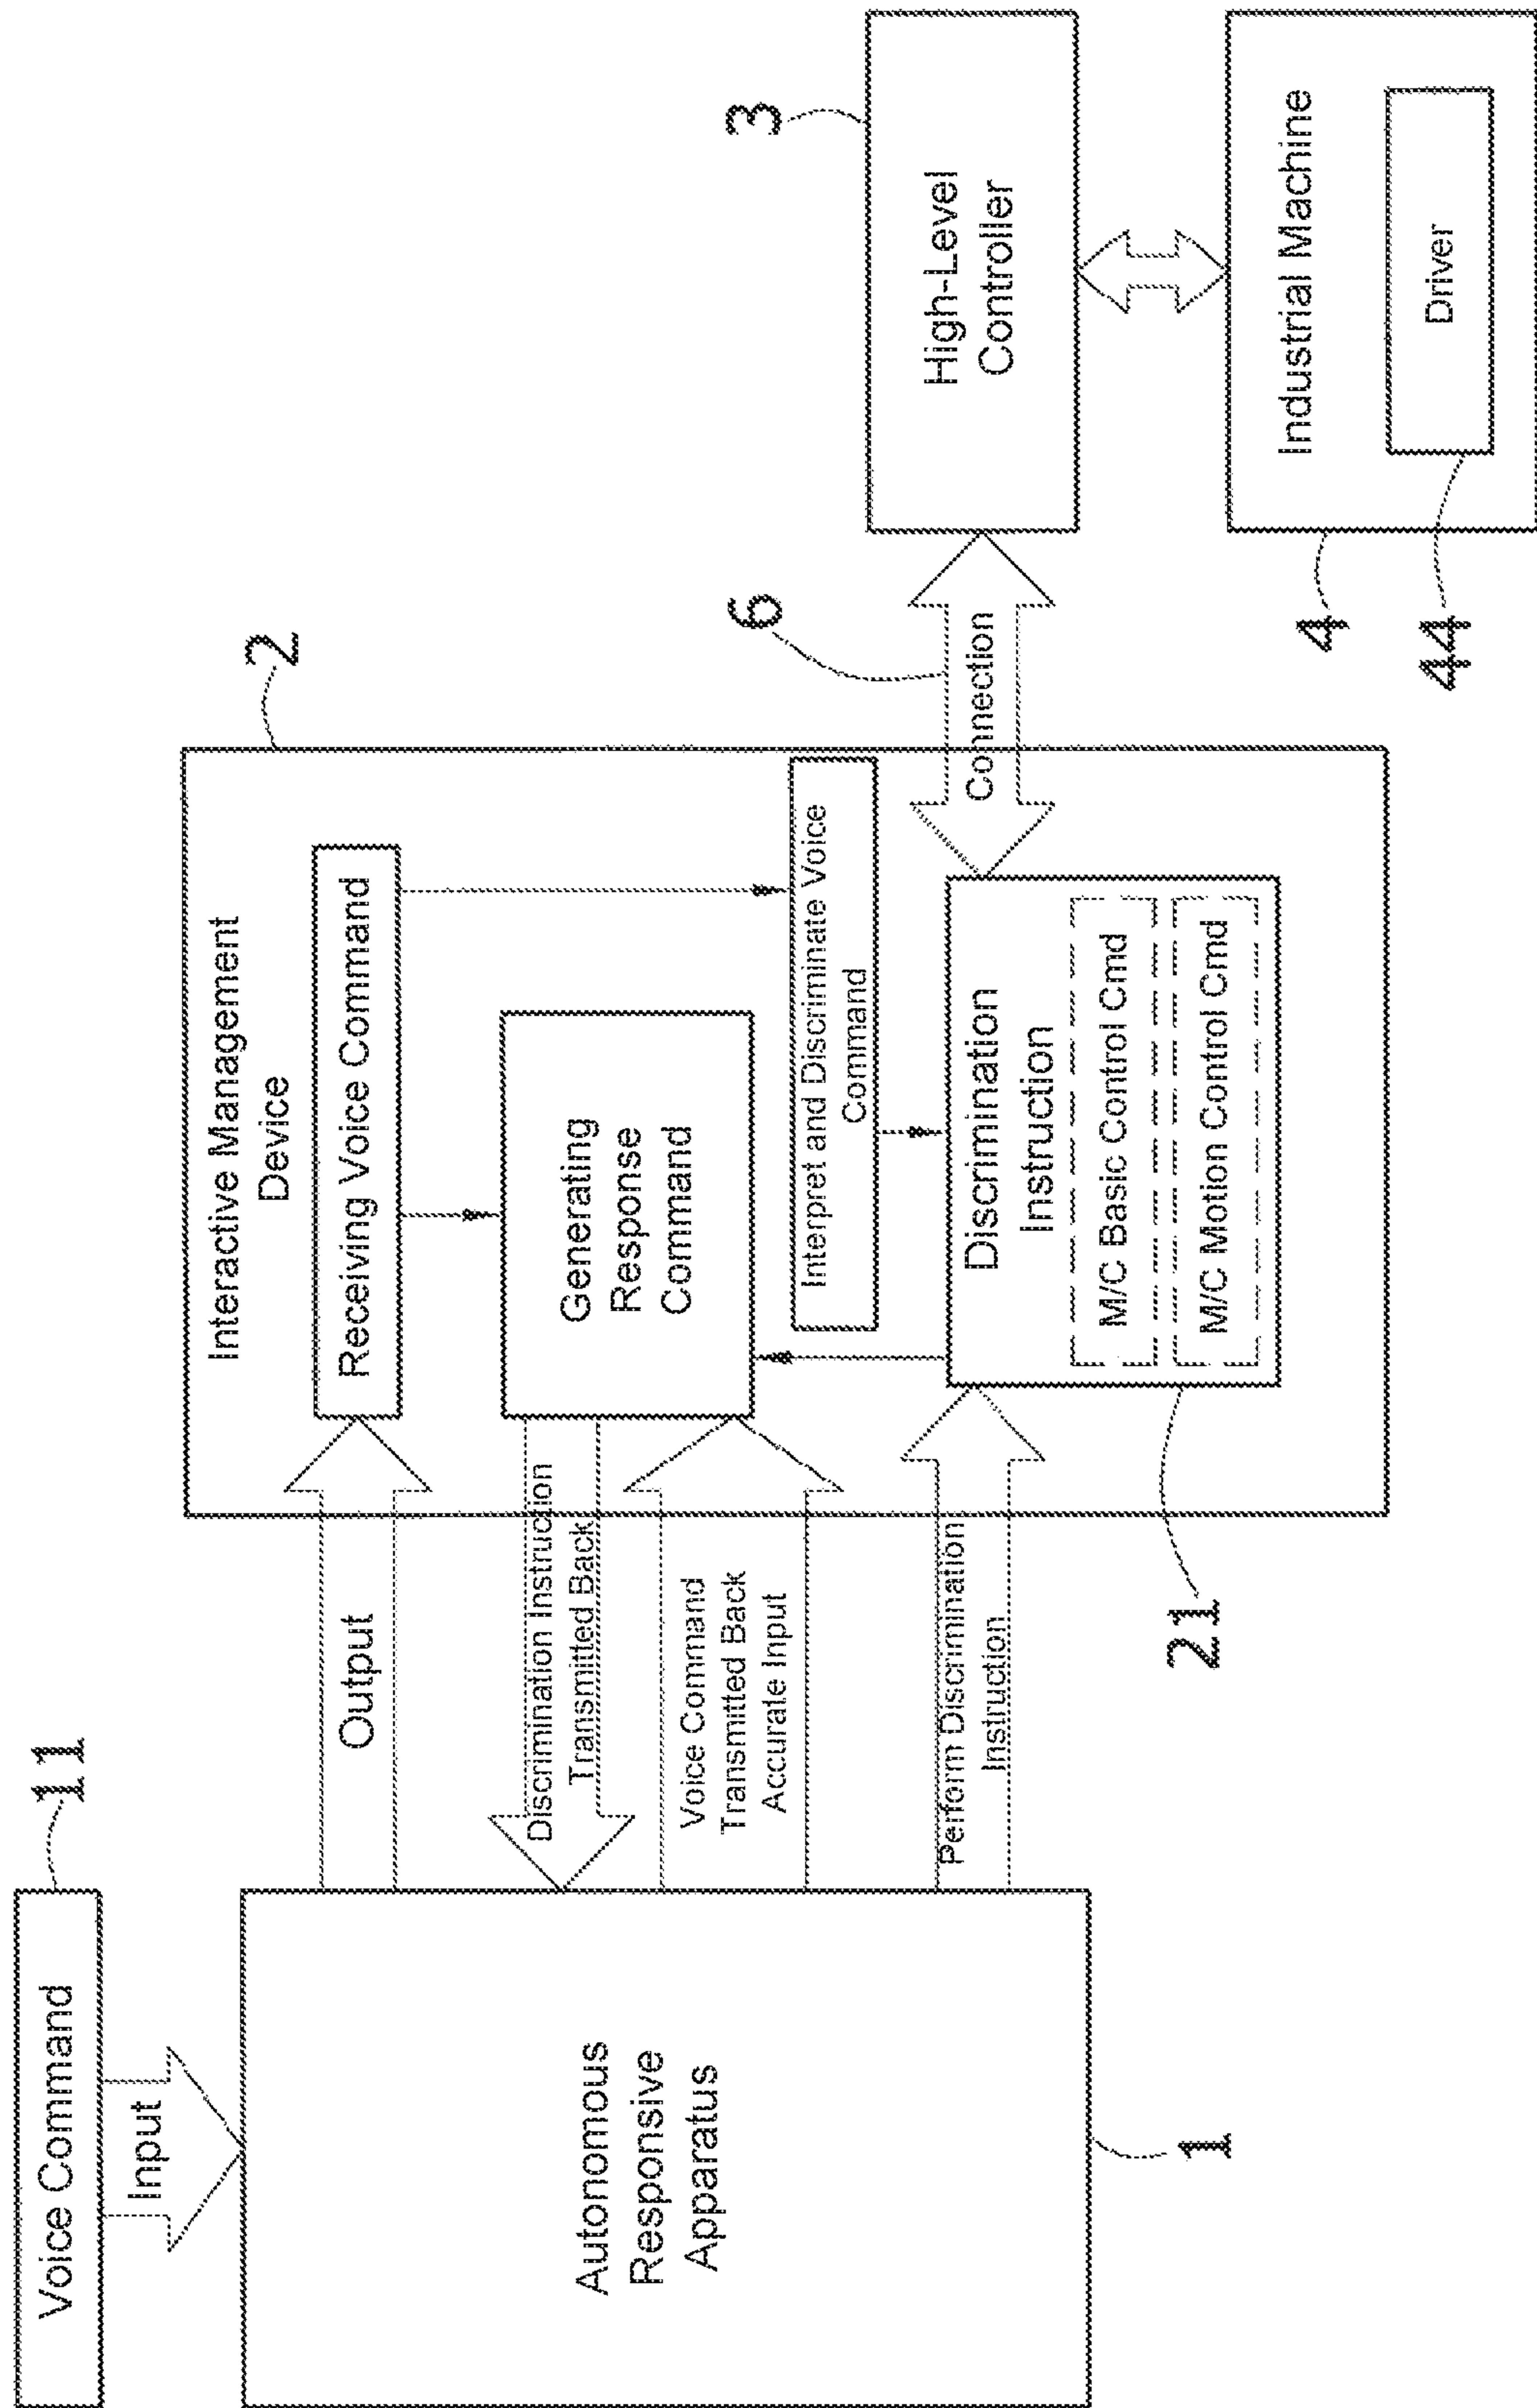 Voice Command
11
Input
Autonomous
Responsive
Apparatus
1
Output
Discrimination Instruction
Transmitted Back
Voice Command
Transmitted Back
Accurate Input
Perform Discrimination
Instruction
2
Interactive Management
Device
Receiving Voice Command
Generating
Response
Command
Interpret and Discriminate Voice
Command
Discrimination
Instruction
M/C Basic Control Cmd
M/C Motion Control Cmd
21
6
Connection
3
High-Level
Controller
Industrial Machine
Driver
4
44